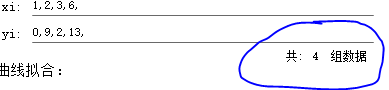 xi: 1,2,3,6,
yi: 0,9,2,13,
共: 4 组数据
曲线拟合：